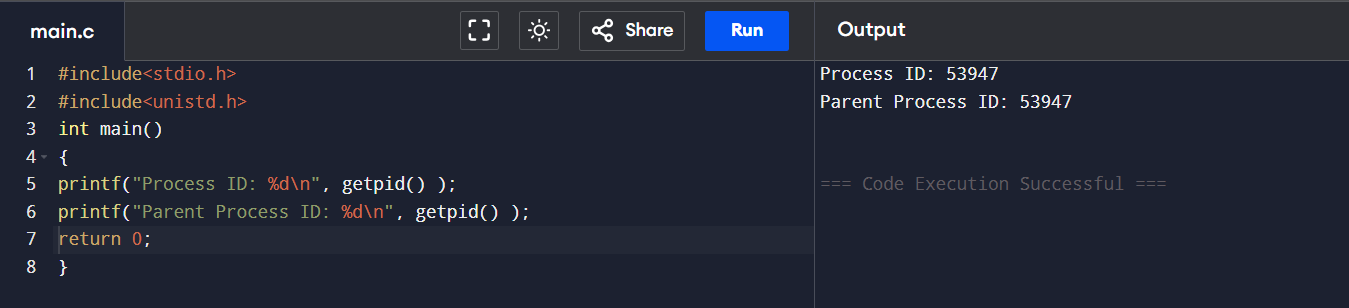 main.c
Share
Run
Output
1 #include<stdio.h>
2 #include<unistd.h>
3 int main()
4 {
5 printf("Process ID: %d\n", getpid() );
6 printf("Parent Process ID: %d\n", getpid() );
7 return 0;
8 }
Process ID: 53947
Parent Process ID: 53947
=== Code Execution Successful ===